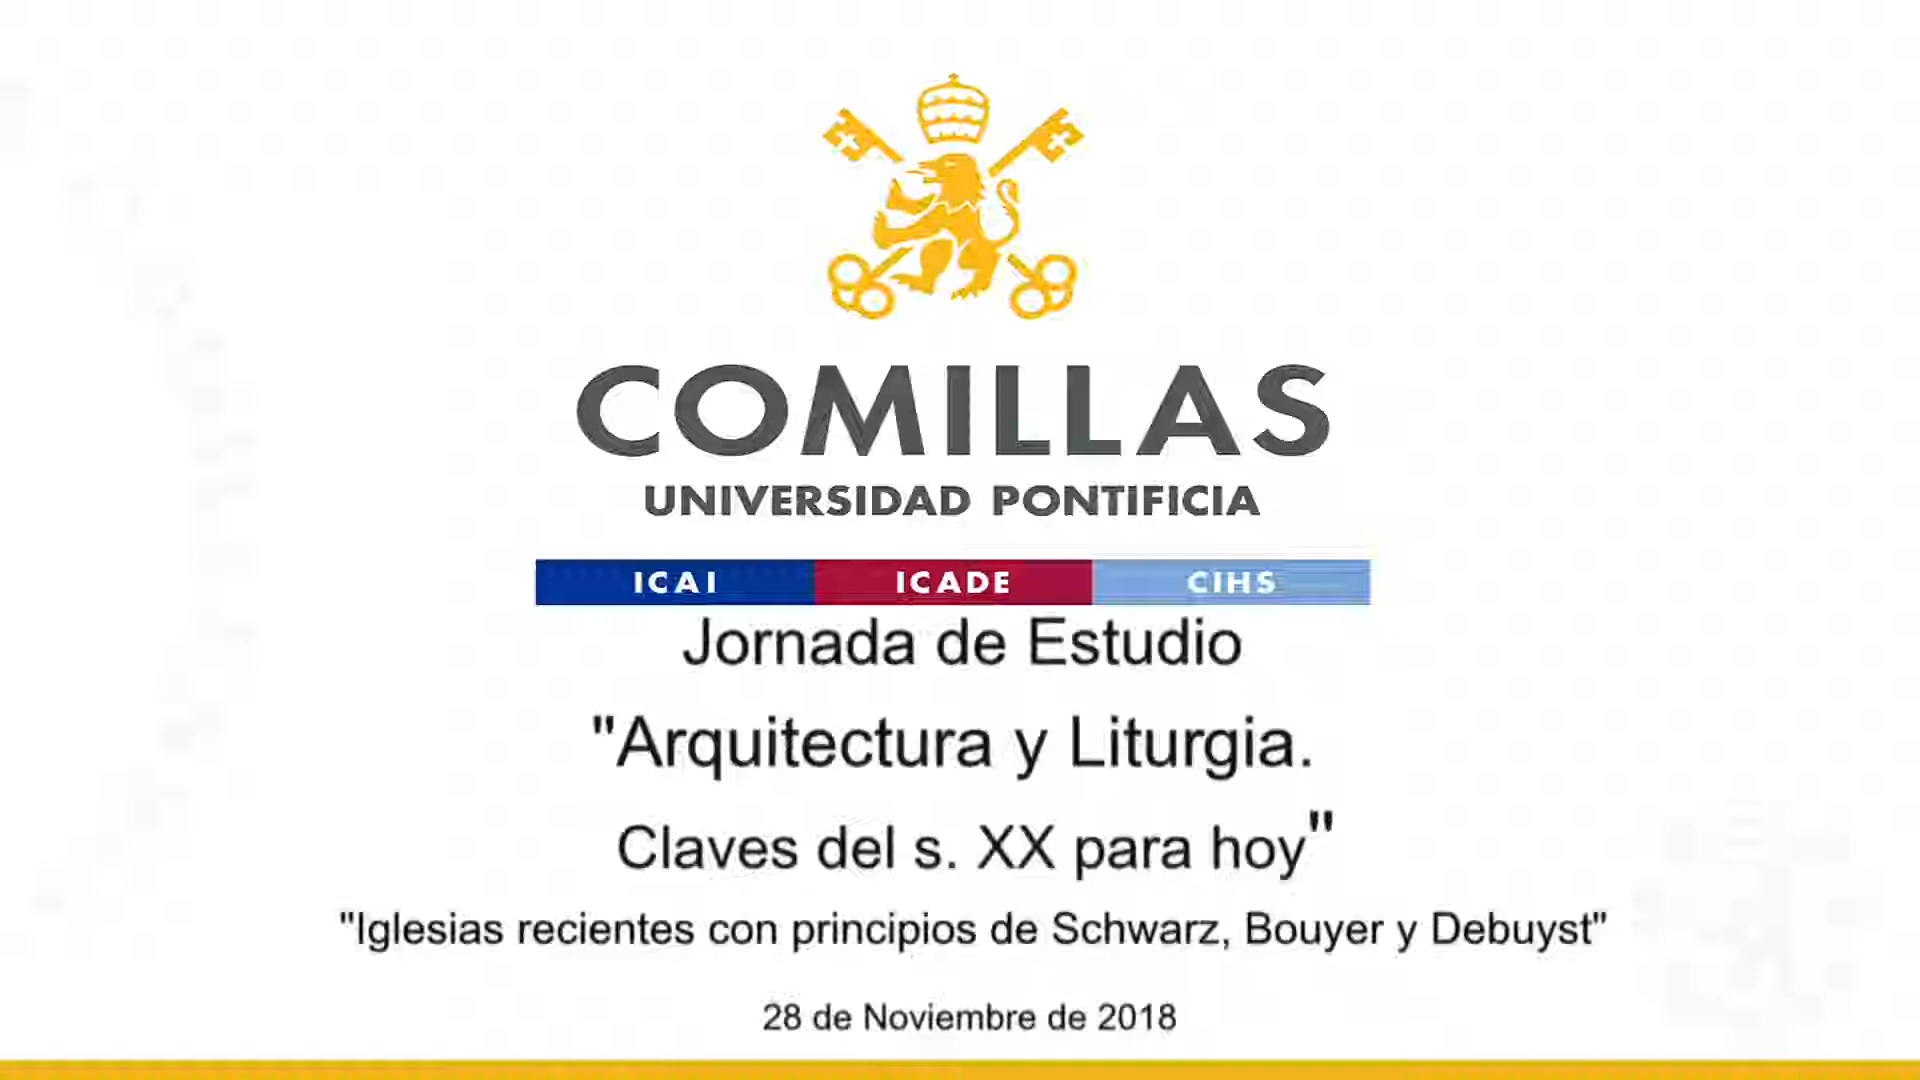 COMILLAS
UNIVERSIDAD PONTIFICIA
ICAI ICADE CIHS
Jornada de Estudio
"Arquitectura y Liturgia.
Claves del s. XX para hoy"
"Iglesias recientes con principios de Schwarz, Bouyer y Debuyst"
28 de Noviembre de 2018